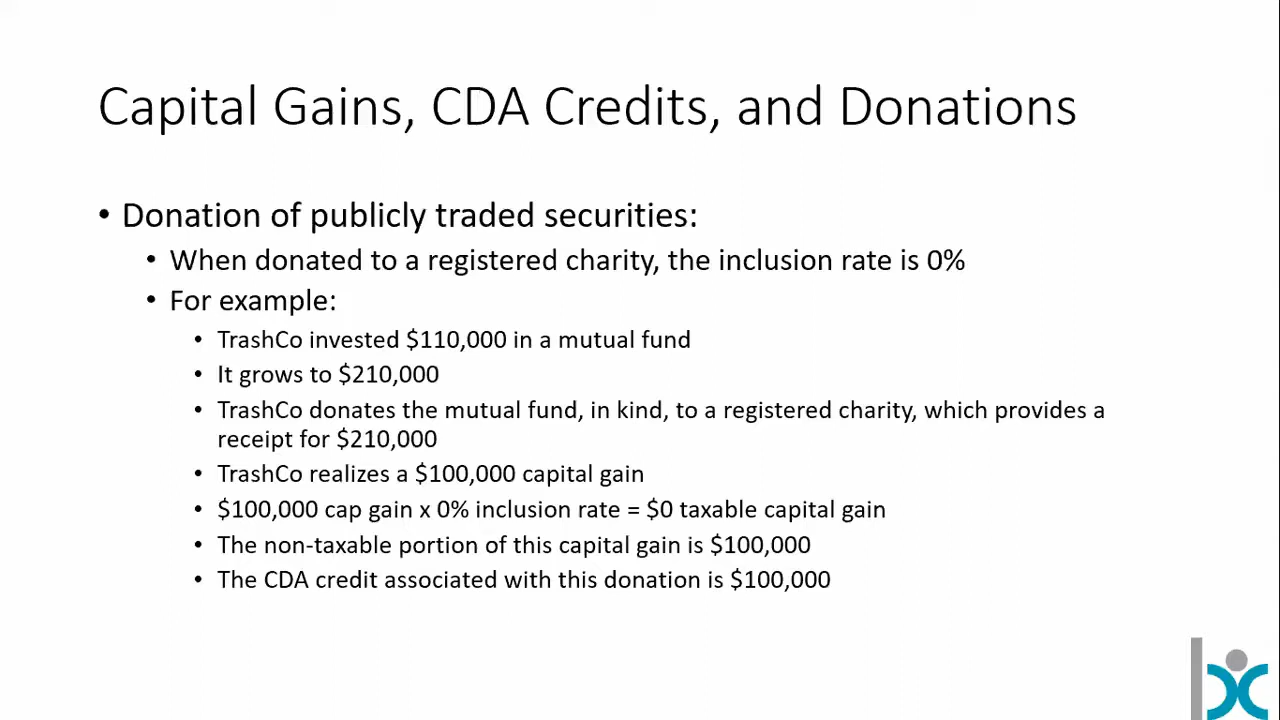 Capital Gains, CDA Credits, and Donations
• Donation of publicly traded securities:
• When donated to a registered charity, the inclusion rate is 0%
• For example:
• TrashCo invested $110,000 in a mutual fund
• It grows to $210,000
• TrashCo donates the mutual fund, in kind, to a registered charity, which provides a
receipt for $210,000
• TrashCo realizes a $100,000 capital gain
• $100,000 cap gain x 0% inclusion rate = $0 taxable capital gain
• The non-taxable portion of this capital gain is $100,000
• The CDA credit associated with this donation is $100,000